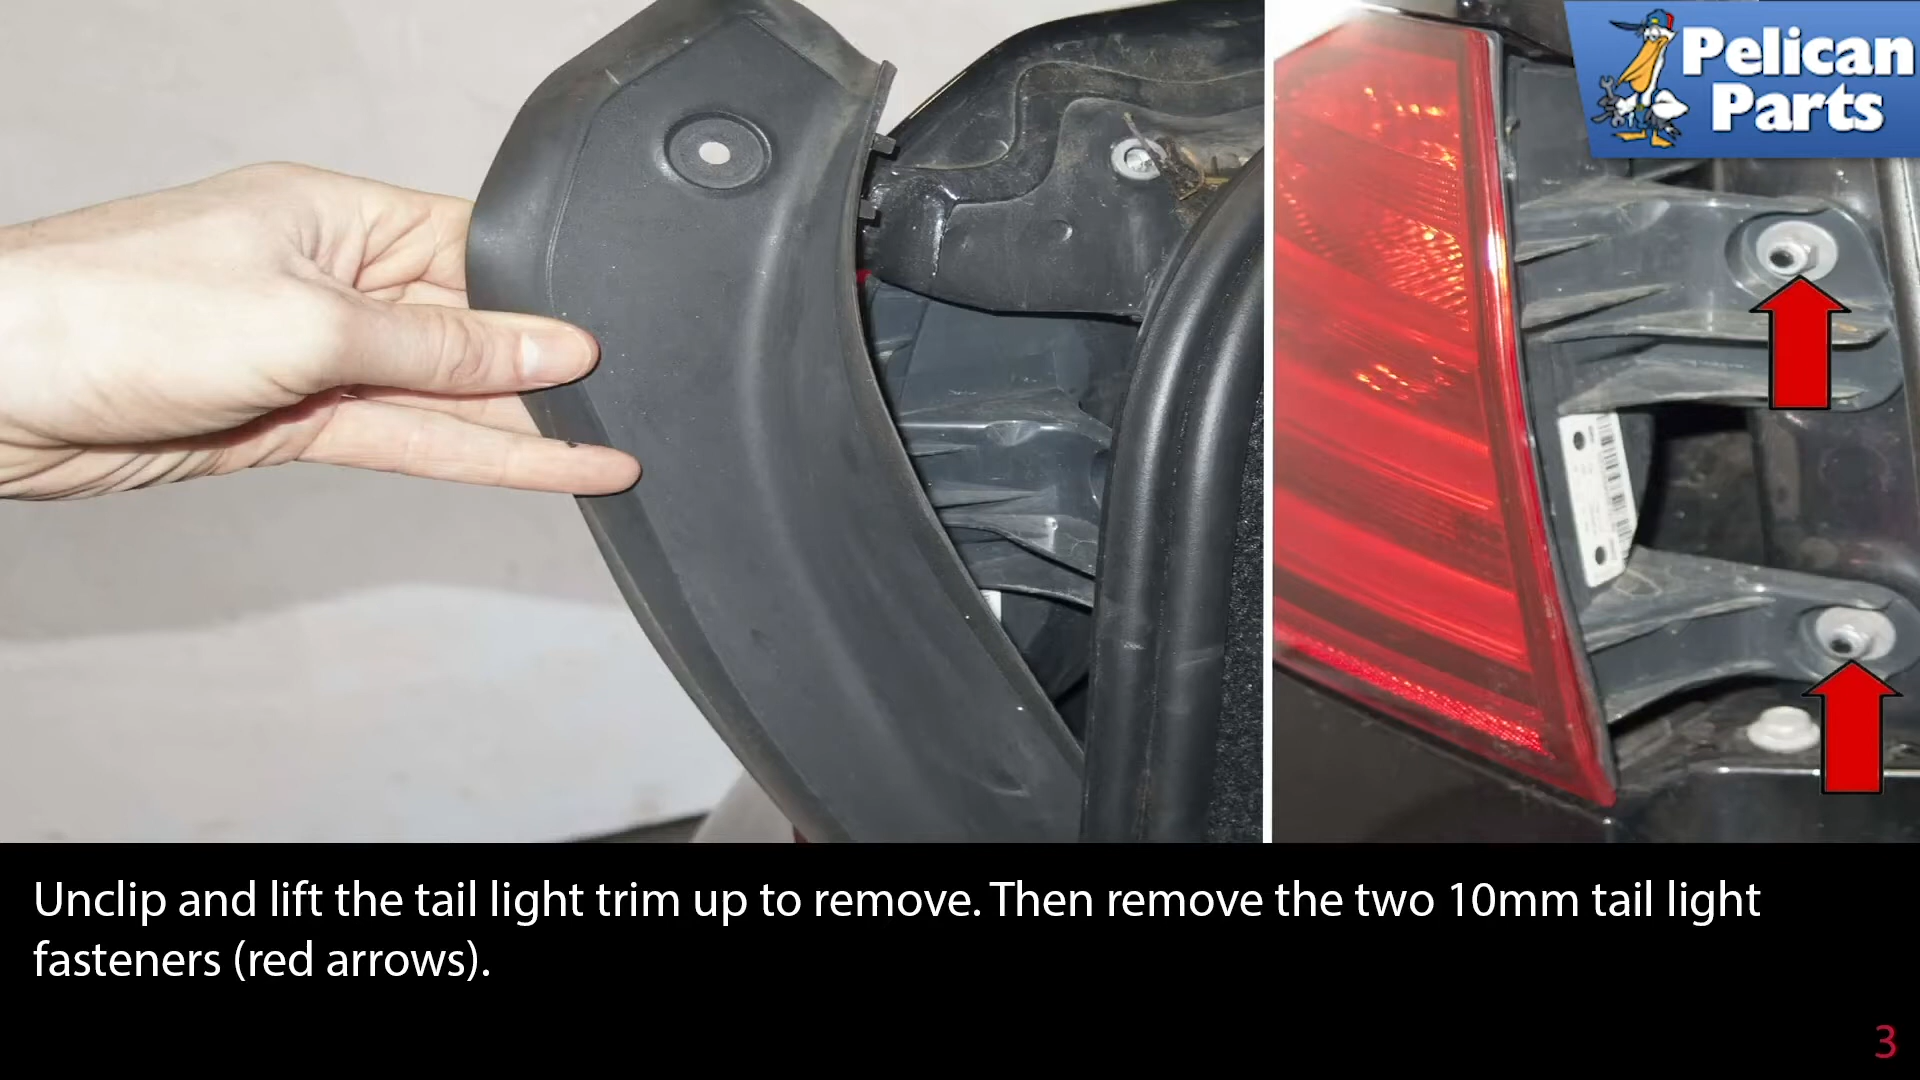 Pelican
Parts
Unclip and lift the tail light trim up to remove. Then remove the two 10mm tail light
fasteners (red arrows).
3